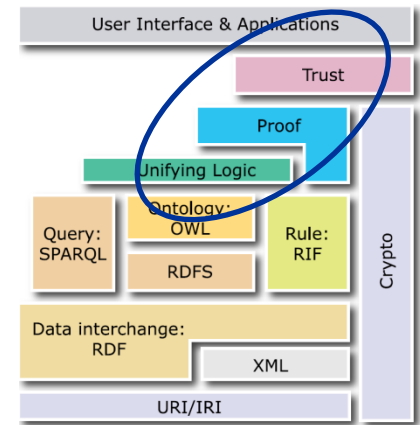 User Interface & Applications
Trust
Proof
Unifying Logic
Ontology:
OWL
Query:
SPARQL
Rule:
RIF
RDFS
Crypto
Data interchange:
RDF
XML
URI/IRI